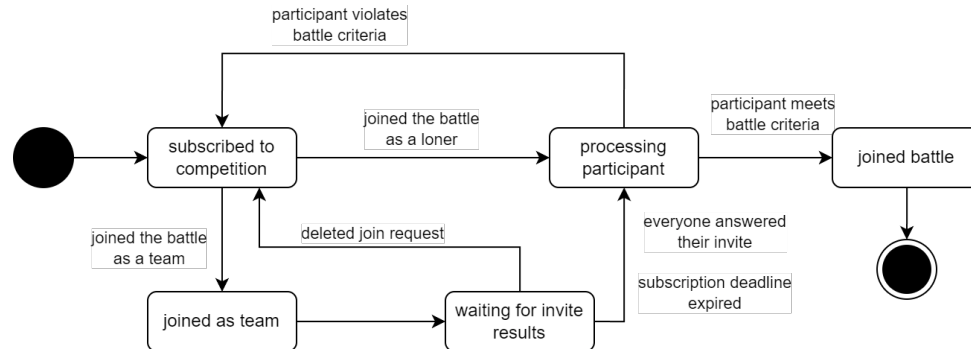 participant violates
battle criteria
participant meets
battle criteria
joined the battle
as a loner
subscribed to
competition
processing
participant
joined battle
joined the battle
as a team
deleted join request
everyone answered
their invite
subscription deadline
expired
joined as team
waiting for invite
results